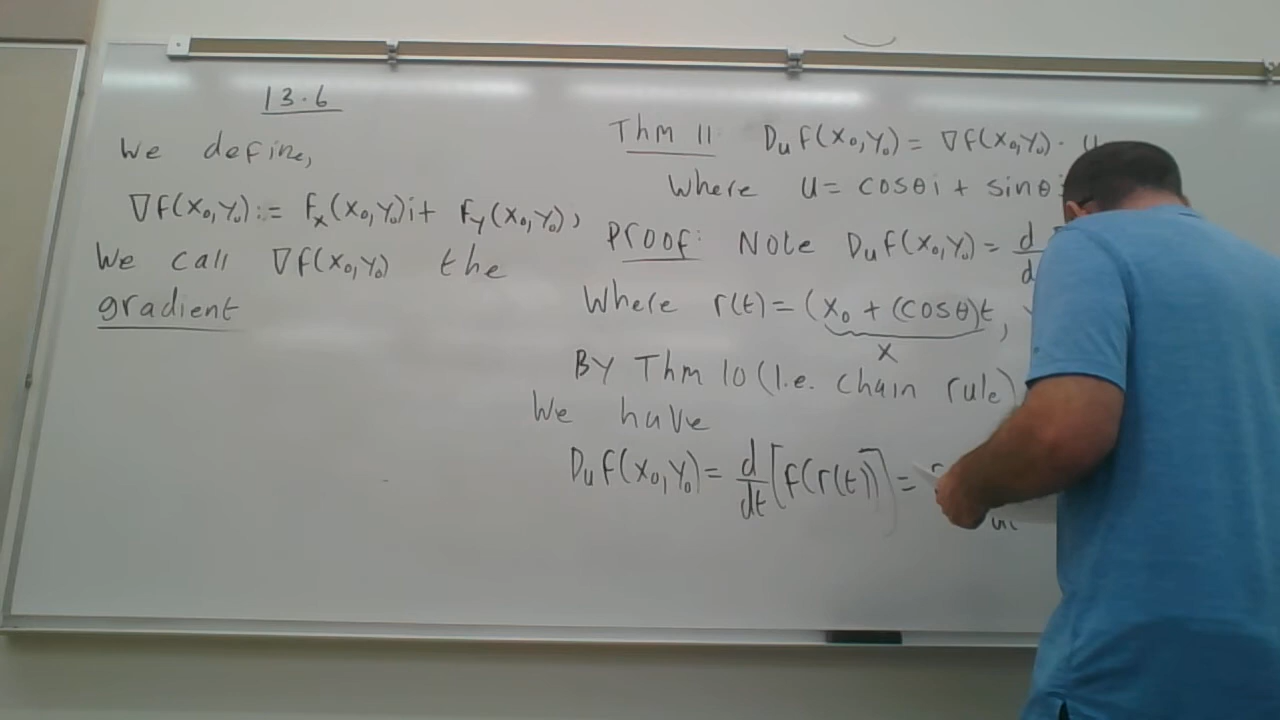 13.6
We define,
∇f(x₀,y₀) := fₓ(x₀,y₀)i + f_y(x₀,y₀)j
We call ∇f(x₀,y₀) the
gradient
Thm 11 Dᵤf(x₀,y₀) = ∇f(x₀,y₀) · u
Where u = cosθi + sinθ
Proof: Note Dᵤf(x₀,y₀) = d/d
Where r(t) = (x₀ + (cosθ)t,
x
By Thm 10 (I.e. chain rule)
We have
Dᵤf(x₀,y₀) = d/dt [f(r(t))] =